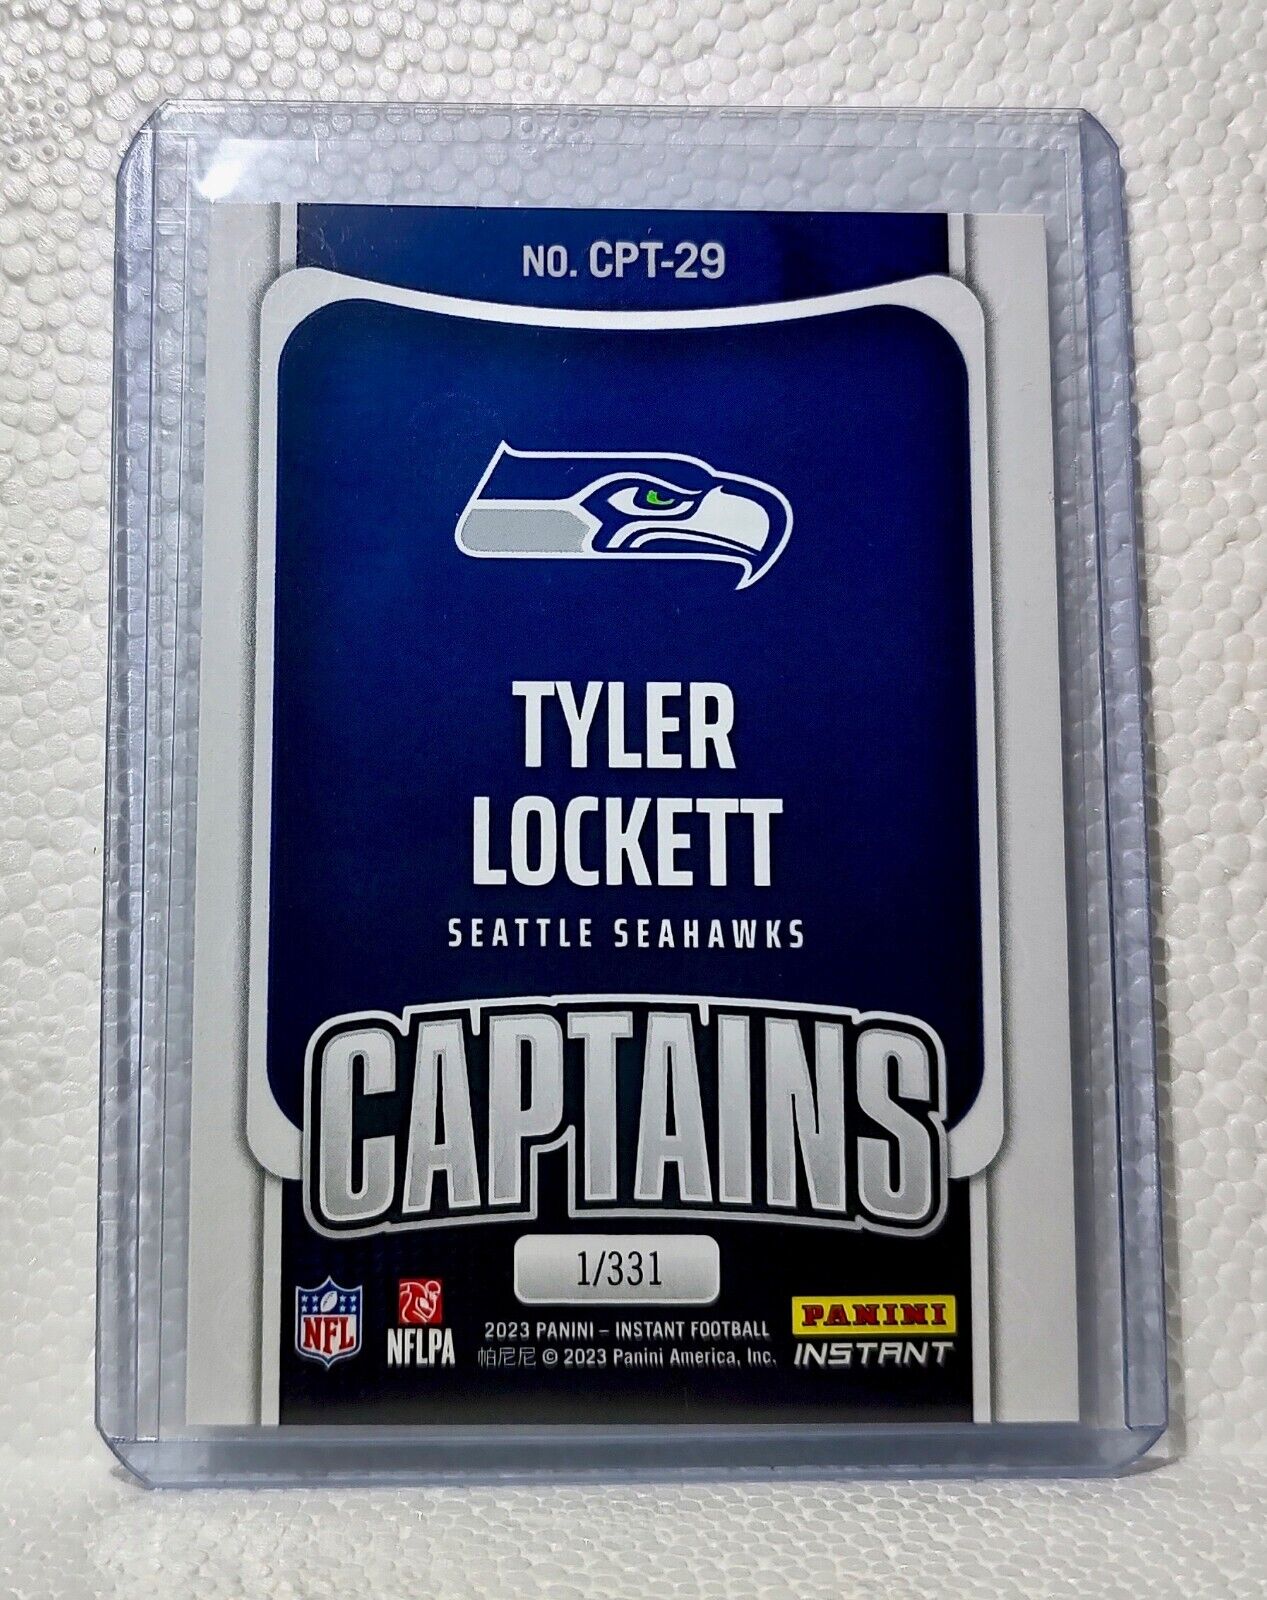 NO. CPT-29
TYLER
LOCKETT
SEATTLE SEAHAWKS
CAPTAINS
1/331
NFL
NFLPA
2023 PANINI – INSTANT FOOTBALL
帕尼尼 © 2023 Panini America, Inc.
PANINI
INSTANT